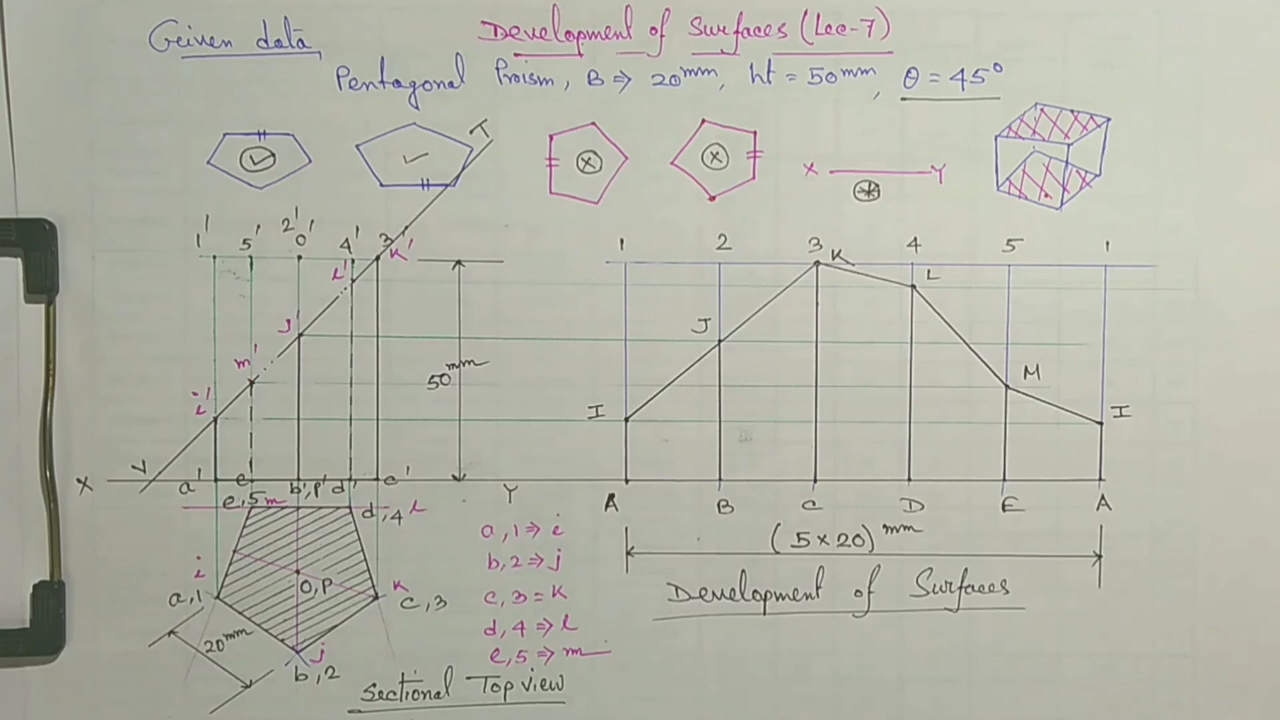 Geiven data,
Development of Surfaces (Lec-7)
Pentagonal Prism, B ⇒ 20mm, ht = 50mm, θ = 45°
T
X Y
1' 5' 2' 0' 4' 3' k'
l'
J'
m'
i'
50mm
V
X a' e' b',p' d' c' Y
e,5 m d,4 l
i a,1 O,P k c,3
20mm
j
b,2
Sectional Top view
a,1 ⇒ i
b,2 ⇒ j
c,3 = k
d,4 ⇒ l
e,5 ⇒ m
1 2 3 4 5 1
K
L
J
M
I I
A B C D E A
(5×20)mm
Development of Surfaces